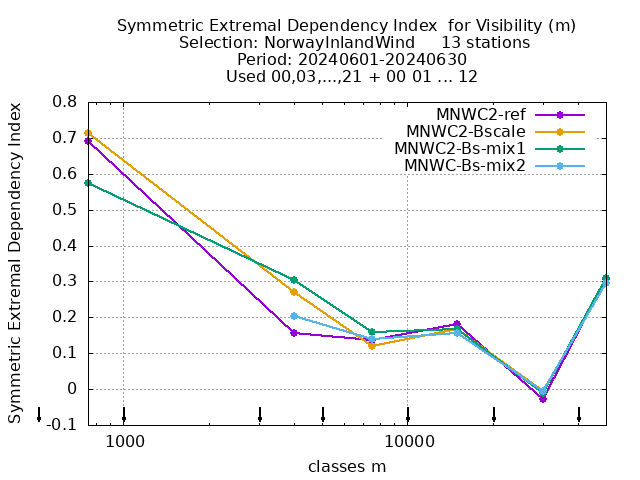 Symmetric Extremal Dependency Index  for Visibility (m)
Selection: NorwayInlandWind     13 stations
Period: 20240601-20240630
Used 00,03,...,21 + 00 01 ... 12
Symmetric Extremal Dependency Index
0.8
0.7
0.6
0.5
0.4
0.3
0.2
0.1
0
-0.1
MNWC2-ref
MNWC2-Bscale
MNWC2-Bs-mix1
MNWC-Bs-mix2
1000
10000
classes m